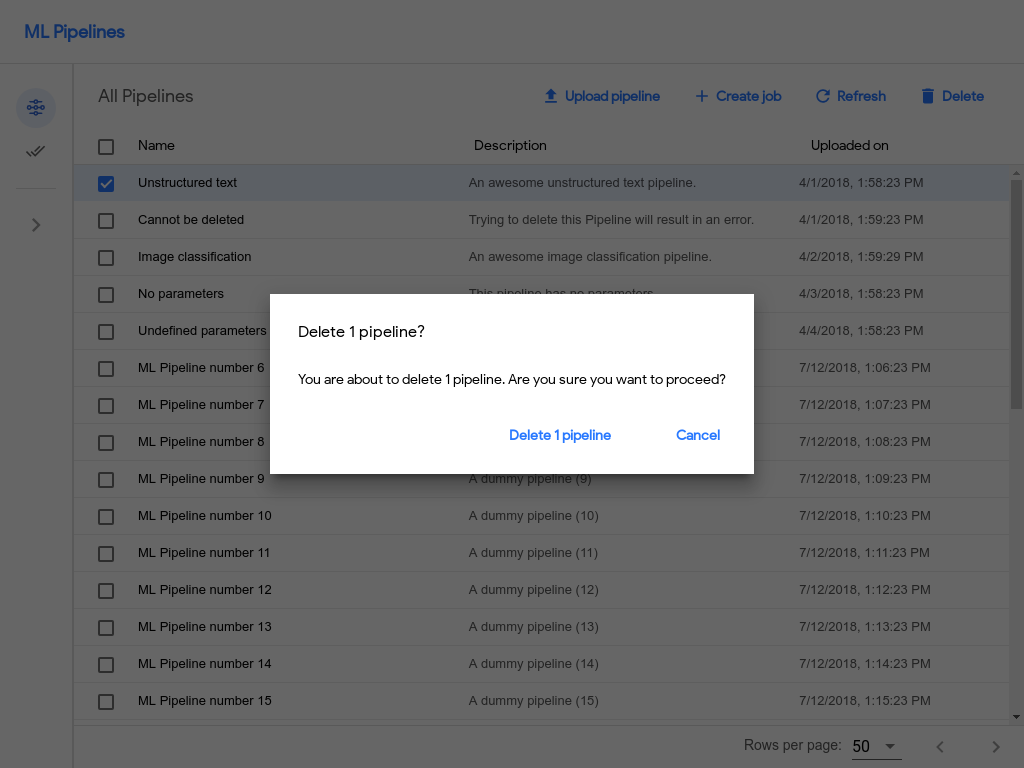 ML Pipelines
All Pipelines
Upload pipeline
Create job
Refresh
Delete
Name Description Uploaded on
Unstructured text An awesome unstructured text pipeline. 4/1/2018, 1:58:23 PM
Cannot be deleted Trying to delete this Pipeline will result in an error. 4/1/2018, 1:59:23 PM
Image classification An awesome image classification pipeline. 4/2/2018, 1:59:29 PM
No parameters This pipeline has no parameters. 4/3/2018, 1:58:23 PM
Undefined parameters 4/4/2018, 1:58:23 PM
ML Pipeline number 6 7/12/2018, 1:06:23 PM
ML Pipeline number 7 7/12/2018, 1:07:23 PM
ML Pipeline number 8 7/12/2018, 1:08:23 PM
ML Pipeline number 9 A dummy pipeline (9) 7/12/2018, 1:09:23 PM
ML Pipeline number 10 A dummy pipeline (10) 7/12/2018, 1:10:23 PM
ML Pipeline number 11 A dummy pipeline (11) 7/12/2018, 1:11:23 PM
ML Pipeline number 12 A dummy pipeline (12) 7/12/2018, 1:12:23 PM
ML Pipeline number 13 A dummy pipeline (13) 7/12/2018, 1:13:23 PM
ML Pipeline number 14 A dummy pipeline (14) 7/12/2018, 1:14:23 PM
ML Pipeline number 15 A dummy pipeline (15) 7/12/2018, 1:15:23 PM
Rows per page: 50
Delete 1 pipeline?
You are about to delete 1 pipeline. Are you sure you want to proceed?
Delete 1 pipeline
Cancel